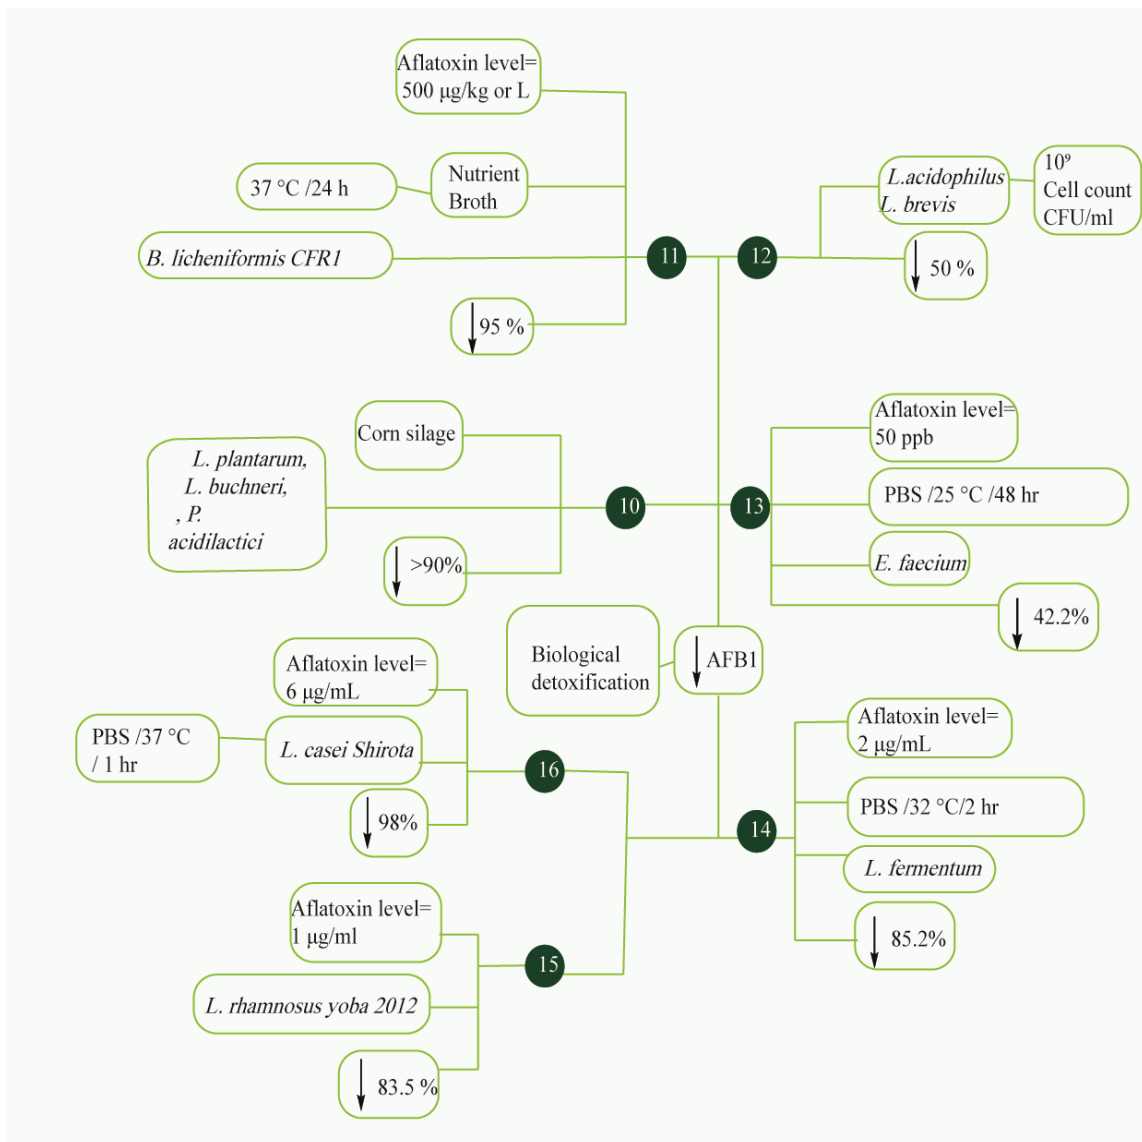 Aflatoxin level=
500 µg/kg or L
37 °C /24 h
Nutrient
Broth
B. licheniformis CFR1
95 %
11
12
L.acidophilus
L. brevis
10⁹
Cell count
CFU/ml
50 %
Corn silage
L. plantarum,
L. buchneri,
, P.
acidilactici
>90%
10
13
Aflatoxin level=
50 ppb
PBS /25 °C /48 hr
E. faecium
42.2%
Biological
detoxification
AFB1
Aflatoxin level=
6 µg/mL
PBS /37 °C
/ 1 hr
L. casei Shirota
98%
16
14
Aflatoxin level=
2 µg/mL
PBS /32 °C/2 hr
L. fermentum
85.2%
Aflatoxin level=
1 µg/ml
L. rhamnosus yoba 2012
83.5 %
15